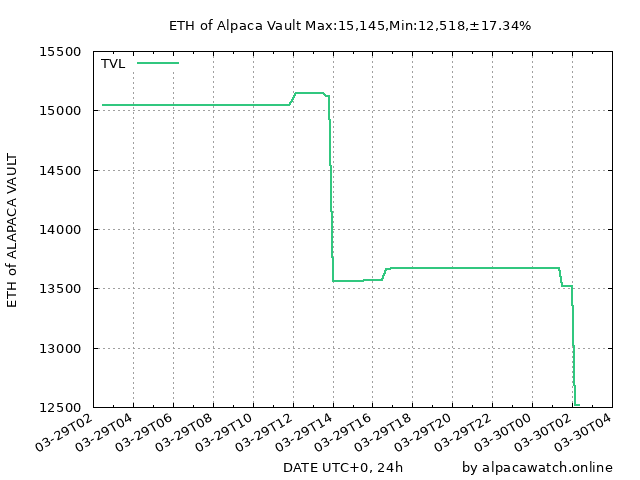 ETH of Alpaca Vault Max:15,145,Min:12,518,±17.34%
TVL
15500
15000
14500
14000
13500
13000
12500
ETH of ALAPACA VAULT
03-29T02
03-29T04
03-29T06
03-29T08
03-29T10
03-29T12
03-29T14
03-29T16
03-29T18
03-29T20
03-29T22
03-30T00
03-30T02
03-30T04
DATE UTC+0, 24h
by alpacawatch.online